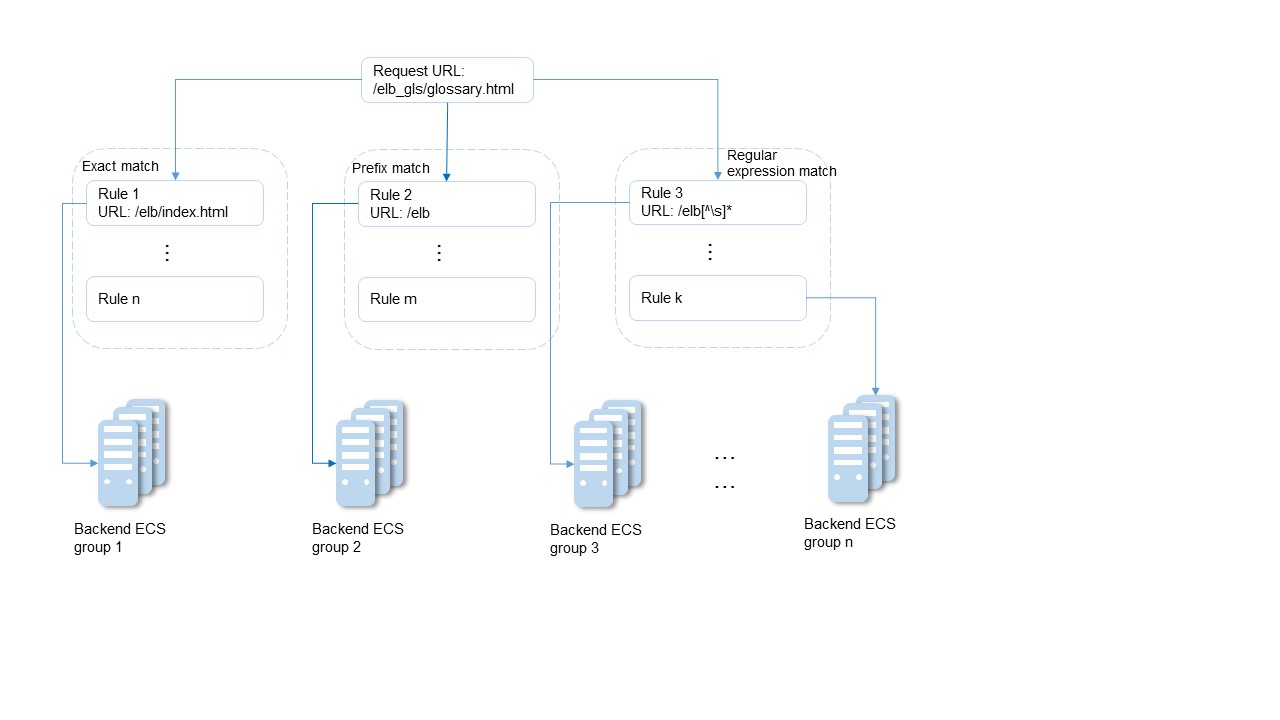 Request URL:
/elb_gls/glossary.html
Exact match
Rule 1
URL: /elb/index.html
⋮
Rule n
Prefix match
Rule 2
URL: /elb
⋮
Rule m
Regular
expression match
Rule 3
URL: /elb[^\s]*
⋮
Rule k
Backend ECS
group 1
Backend ECS
group 2
Backend ECS
group 3
...
...
Backend ECS
group n